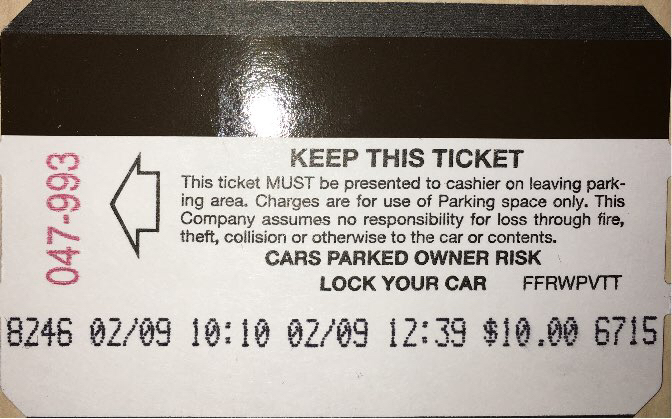 KEEP THIS TICKET
This ticket MUST be presented to cashier on leaving park-
ing area. Charges are for use of Parking space only. This
Company assumes no responsibility for loss through fire,
theft, collision or otherwise to the car or contents.
CARS PARKED OWNER RISK
LOCK YOUR CAR FFRWPVTT
047-993
8246 02/09 10:10 02/09 12:39 $10.00 6715